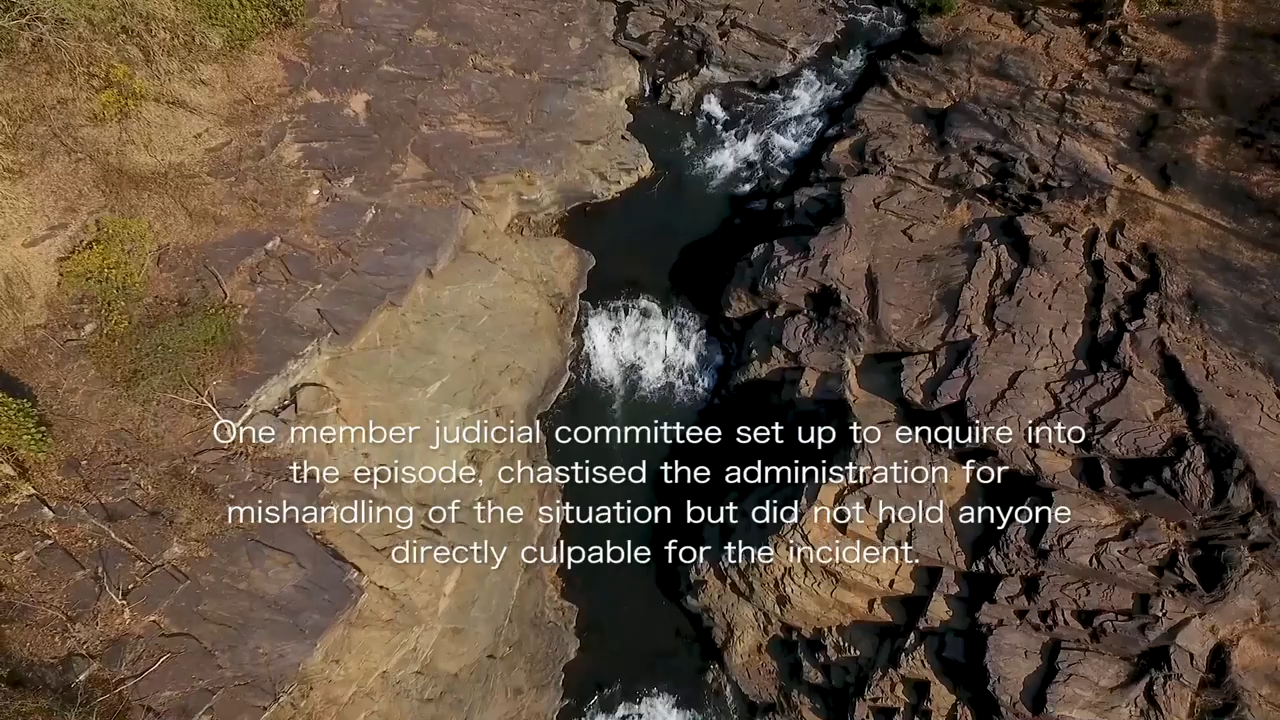 One member judicial committee set up to enquire into
the episode, chastised the administration for
mishandling of the situation but did not hold anyone
directly culpable for the incident.